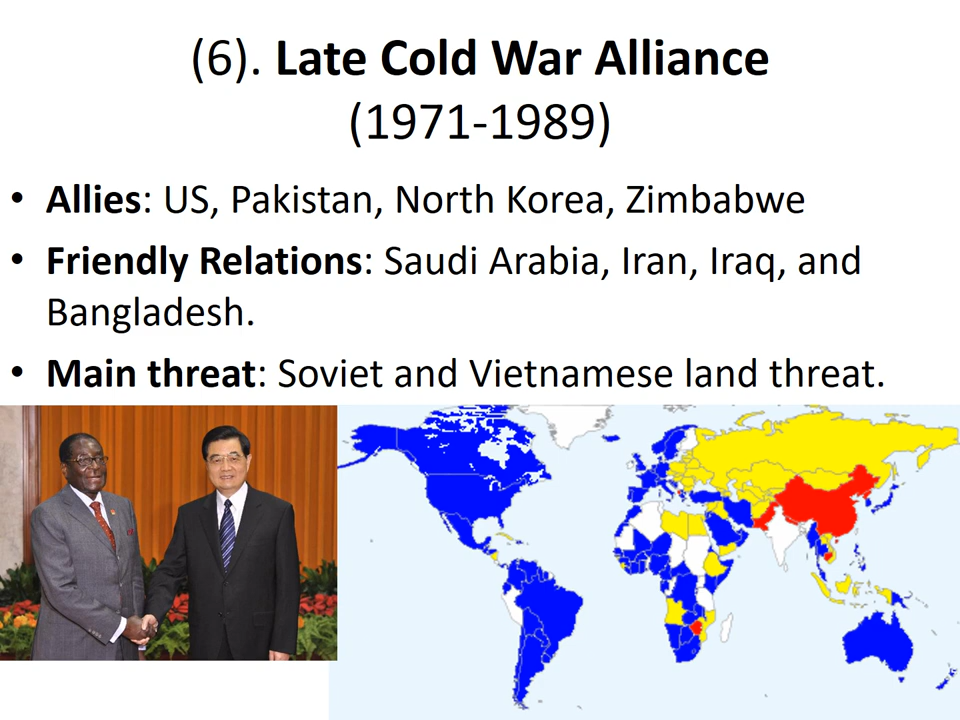 (6). Late Cold War Alliance
(1971-1989)
• Allies: US, Pakistan, North Korea, Zimbabwe
• Friendly Relations: Saudi Arabia, Iran, Iraq, and
Bangladesh.
• Main threat: Soviet and Vietnamese land threat.